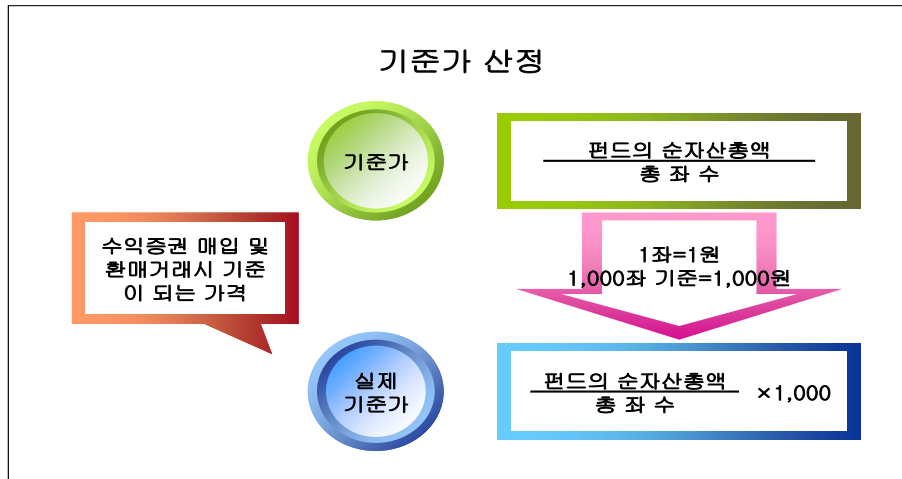 기준가 산정
기준가
펀드의 순자산총액
총 좌 수
수익증권 매입 및
환매거래시 기준
이 되는 가격
1좌=1원
1,000좌 기준=1,000원
실제
기준가
펀드의 순자산총액
총 좌 수
×1,000